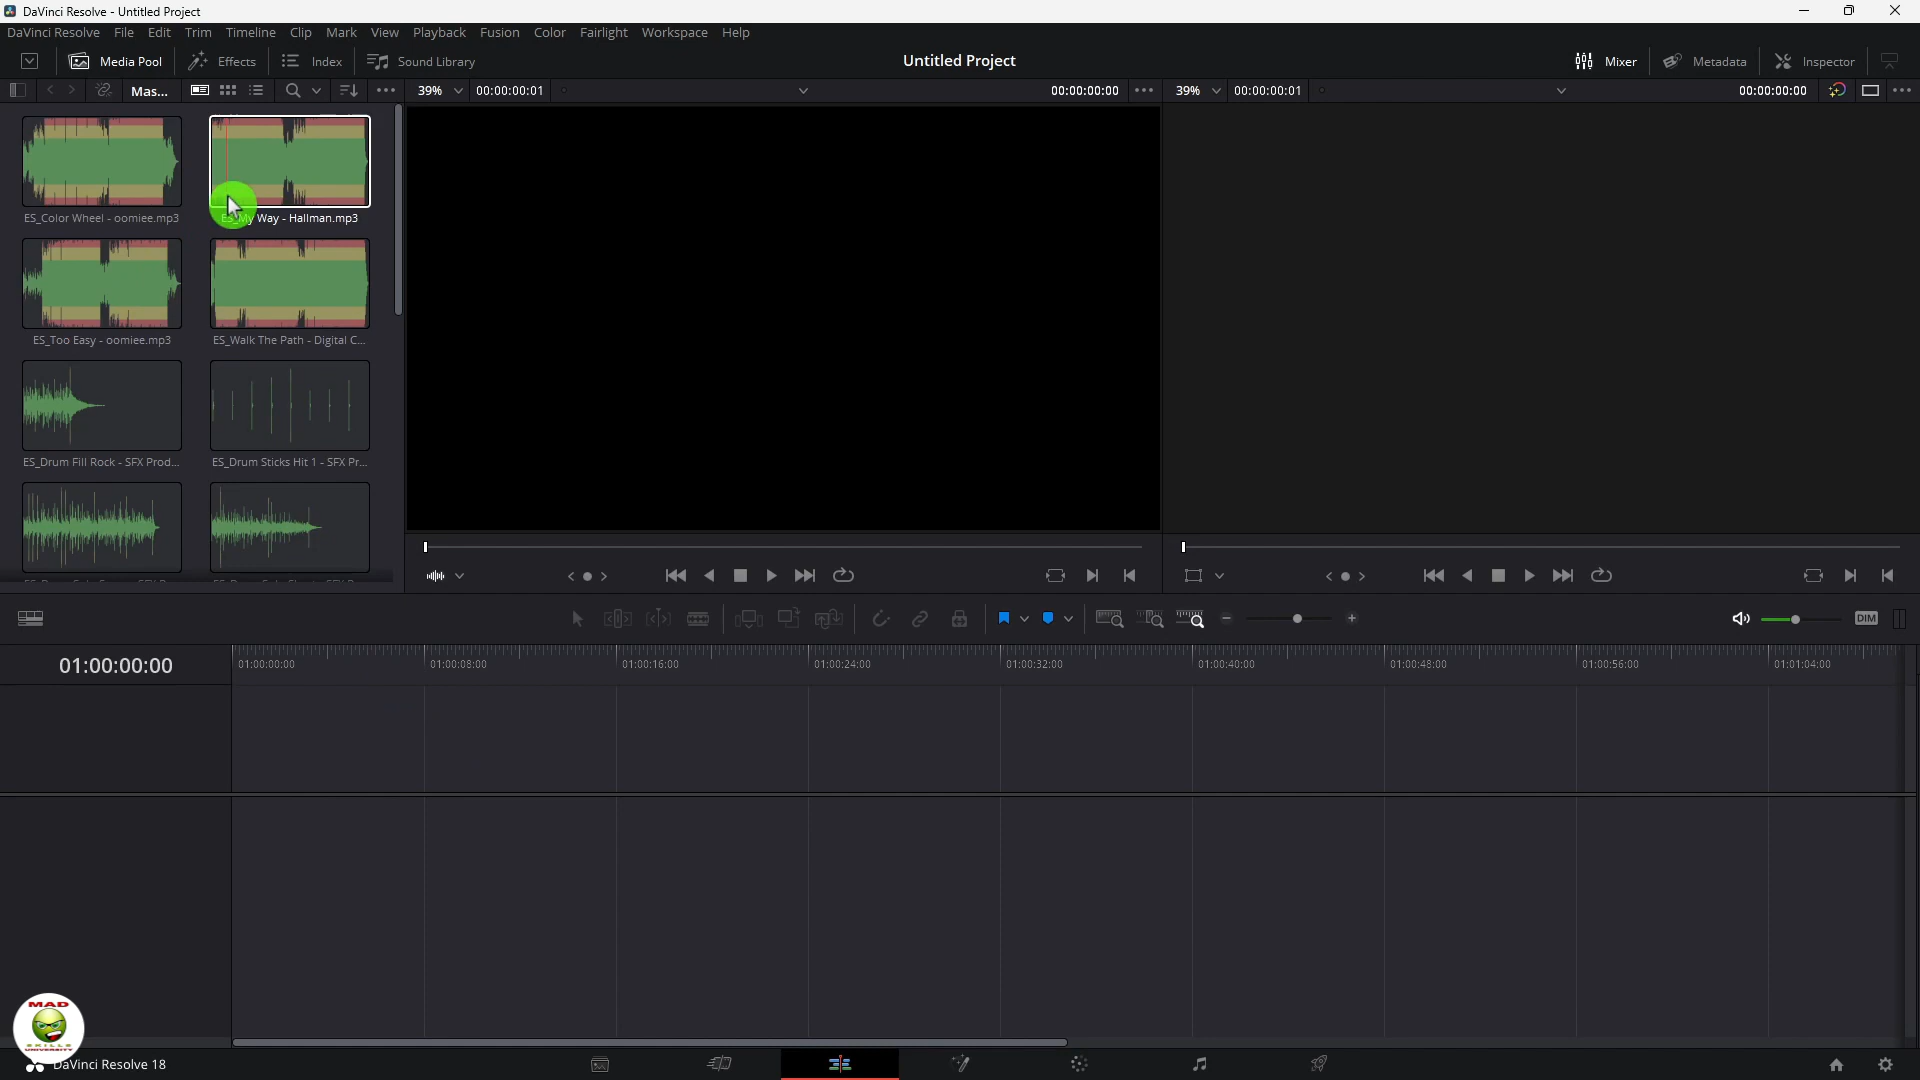 DaVinci Resolve - Untitled Project
DaVinci Resolve File Edit Trim Timeline Clip Mark View Playback Fusion Color Fairlight Workspace Help
Media Pool Effects Index Sound Library Untitled Project Mixer Metadata Inspector
Mas... 39% 00:00:00:01 00:00:00:00 39% 00:00:00:01 00:00:00:00
ES_Color Wheel - oomiee.mp3 ES_My Way - Hallman.mp3
ES_Too Easy - oomiee.mp3 ES_Walk The Path - Digital C...
ES_Drum Fill Rock - SFX Prod... ES_Drum Sticks Hit 1 - SFX Pr...
DIM
01:00:00:00 01:00:00:00 01:00:08:00 01:00:16:00 01:00:24:00 01:00:32:00 01:00:40:00 01:00:48:00 01:00:56:00 01:01:04:00
MAD
SKILLS
UNIVERSITY
DaVinci Resolve 18